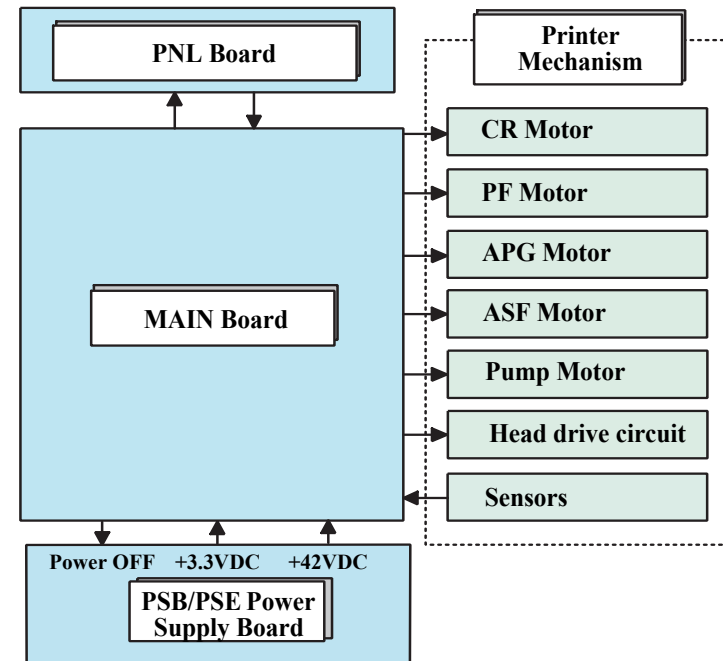 PNL Board
Printer
Mechanism
CR Motor
PF Motor
APG Motor
MAIN Board
ASF Motor
Pump Motor
Head drive circuit
Sensors
Power OFF +3.3VDC +42VDC
PSB/PSE Power
Supply Board